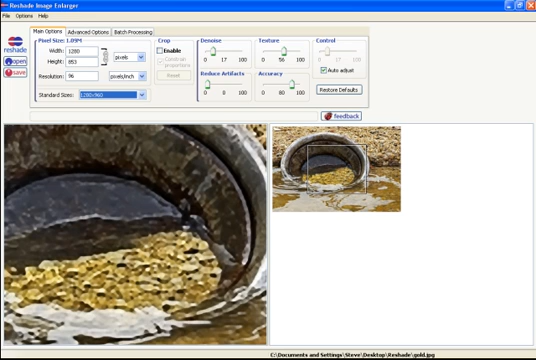 Reshade Image Enlarger
File Options Help
Main Options Advanced Options Batch Processing
Pixel Size: 1.09M
Width: 1280
Height: 853
pixels
Resolution: 96 pixels/inch
Standard Sizes: 1280x960
Crop
Enable
Constrain proportions
Reset
Denoise
0 17 100
Reduce Artifacts
0 0 100
Texture
0 56 100
Accuracy
0 80 100
Control
0 17 100
Auto adjust
Restore Defaults
reshade
open
save
feedback
C:\Documents and Settings\Steve\Desktop\Reshade\gold.jpg